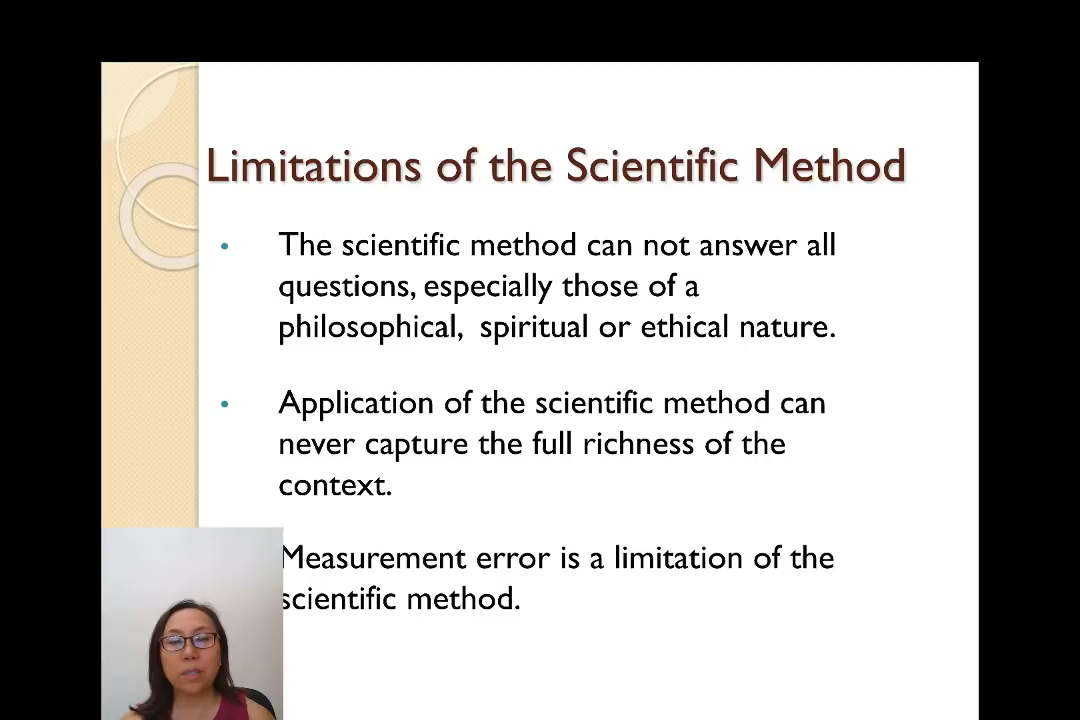 Limitations of the Scientific Method
• The scientific method can not answer all
questions, especially those of a
philosophical, spiritual or ethical nature.
• Application of the scientific method can
never capture the full richness of the
context.
Measurement error is a limitation of the
scientific method.